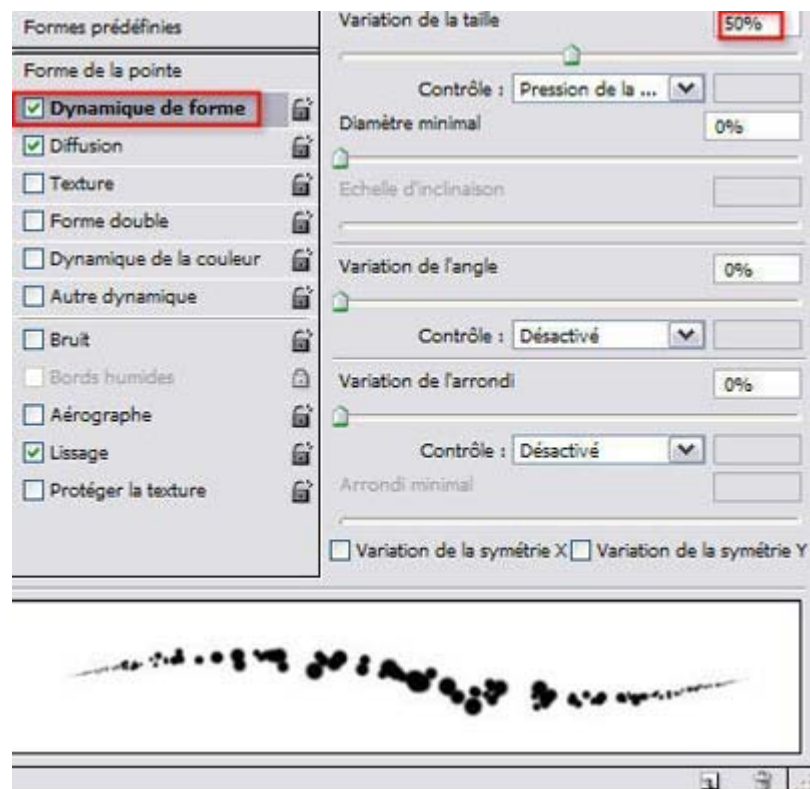 Formes prédéfinies
Forme de la pointe
Dynamique de forme
Diffusion
Texture
Forme double
Dynamique de la couleur
Autre dynamique
Bruit
Bords humides
Aérographe
Lissage
Protéger la texture
Variation de la taille 50%
Contrôle : Pression de la ...
Diamètre minimal 0%
Echelle d'inclinaison
Variation de l'angle 0%
Contrôle : Désactivé
Variation de l'arrondi 0%
Contrôle : Désactivé
Arrondi minimal
Variation de la symétrie X Variation de la symétrie Y